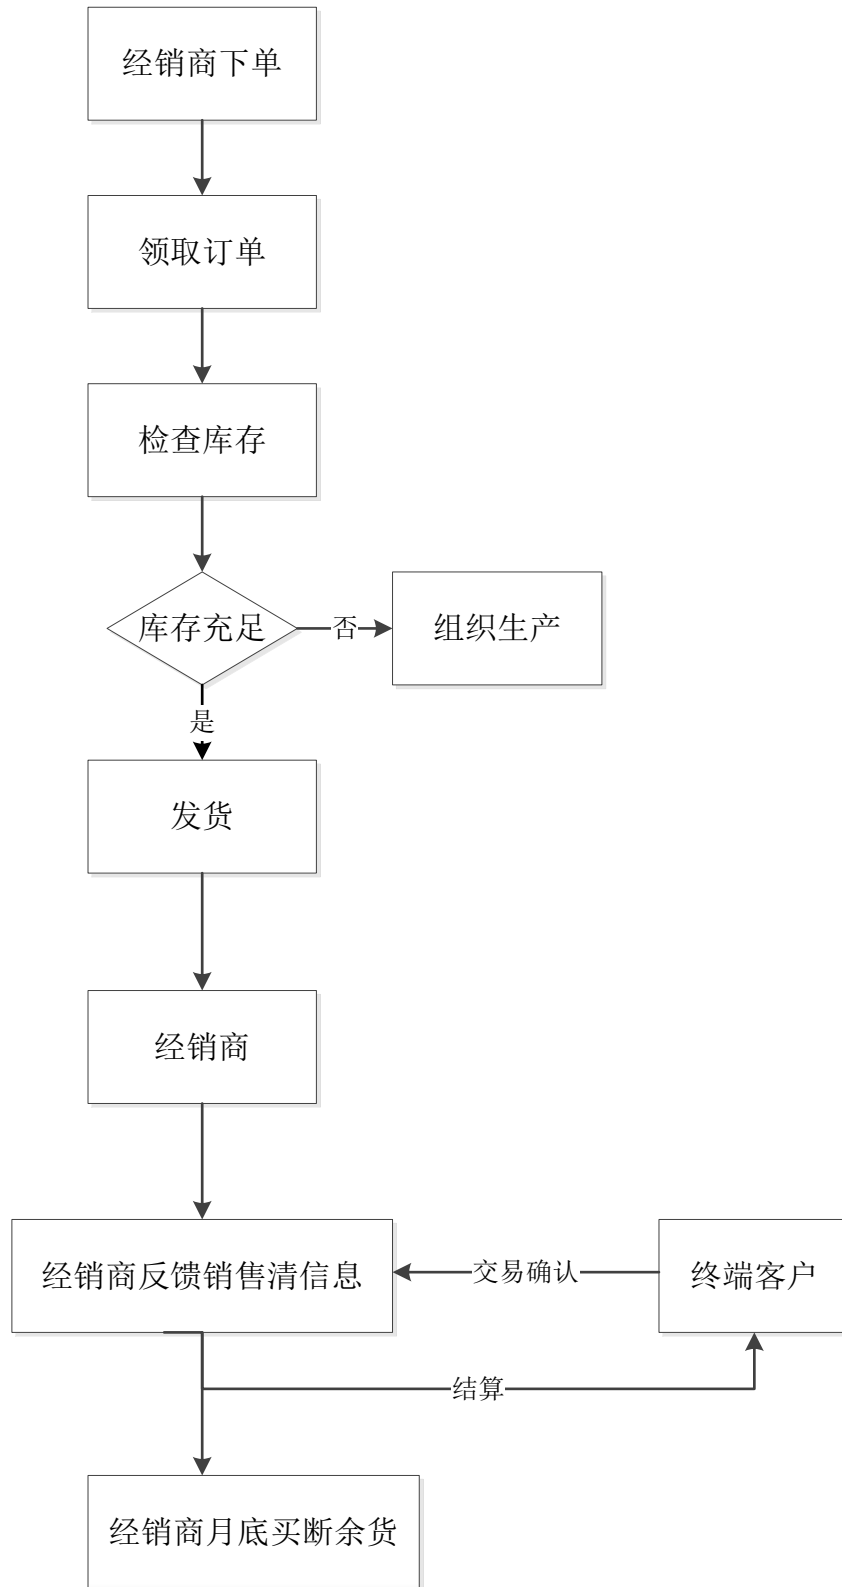 经销商下单
领取订单
检查库存
库存充足
否
组织生产
是
发货
经销商
经销商反馈销售清信息
交易确认
终端客户
结算
经销商月底买断余货